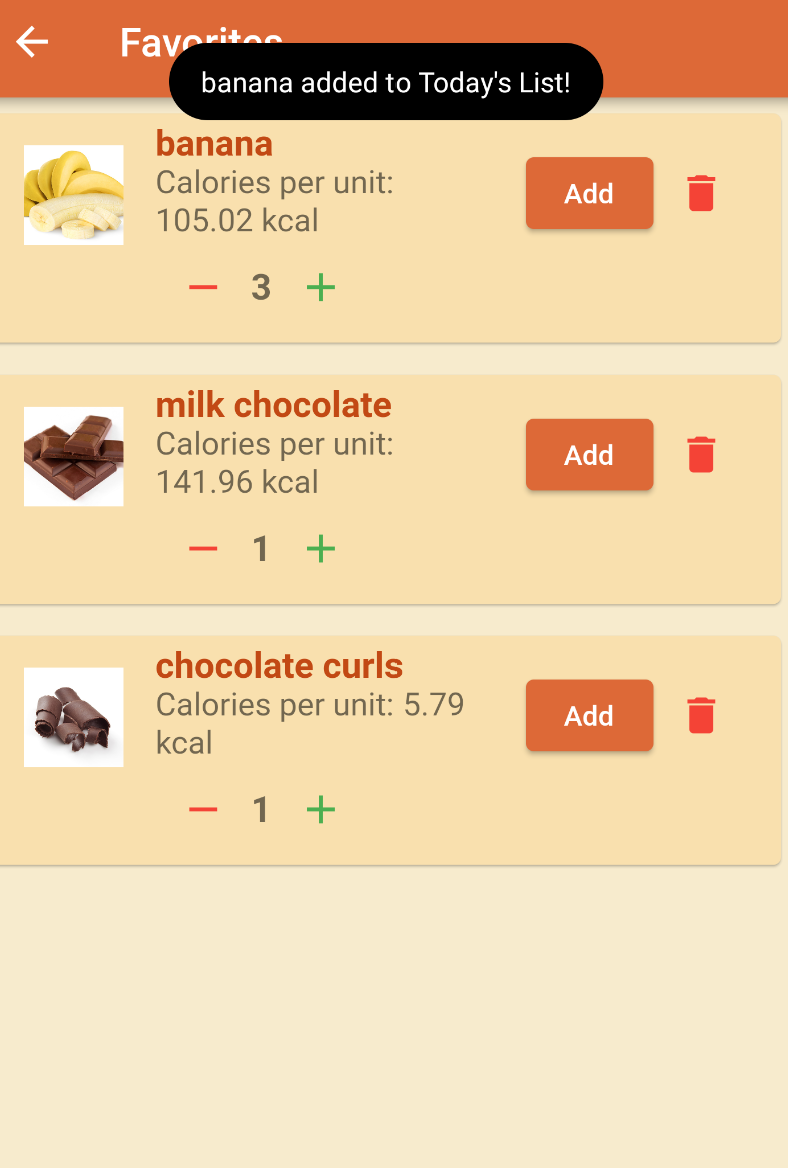 Favorites
banana added to Today's List!
banana
Calories per unit:
105.02 kcal
Add
3
milk chocolate
Calories per unit:
141.96 kcal
Add
1
chocolate curls
Calories per unit: 5.79
kcal
Add
1